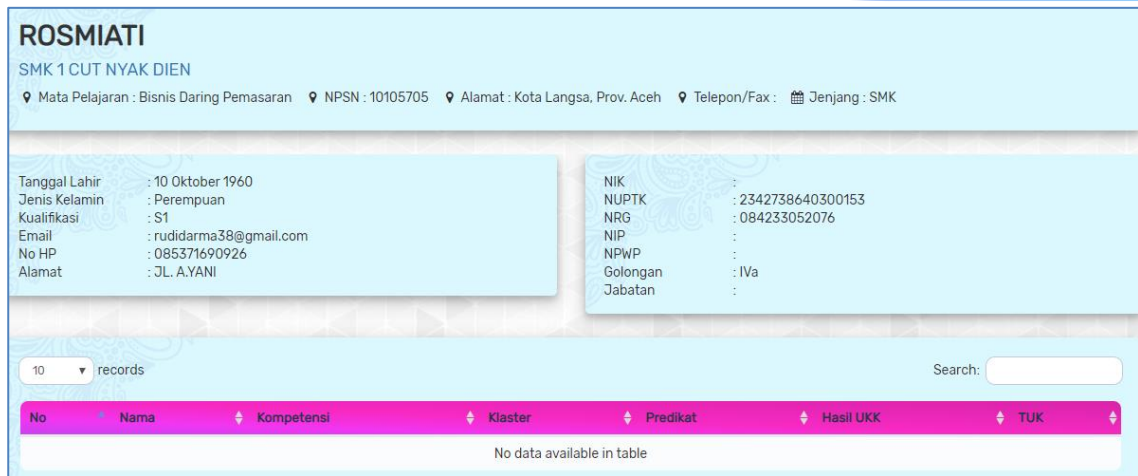 ROSMIATI
SMK 1 CUT NYAK DIEN
Mata Pelajaran : Bisnis Daring Pemasaran NPSN : 10105705 Alamat : Kota Langsa, Prov. Aceh Telepon/Fax : Jenjang : SMK
Tanggal Lahir : 10 Oktober 1960
Jenis Kelamin : Perempuan
Kualifikasi : S1
Email : rudidarma38@gmail.com
No HP : 085371690926
Alamat : JL. A.YANI
NIK :
NUPTK : 2342738640300153
NRG : 084233052076
NIP :
NPWP :
Golongan : IVa
Jabatan :
10 records Search:
No Nama Kompetensi Klaster Predikat Hasil UKK TUK
No data available in table